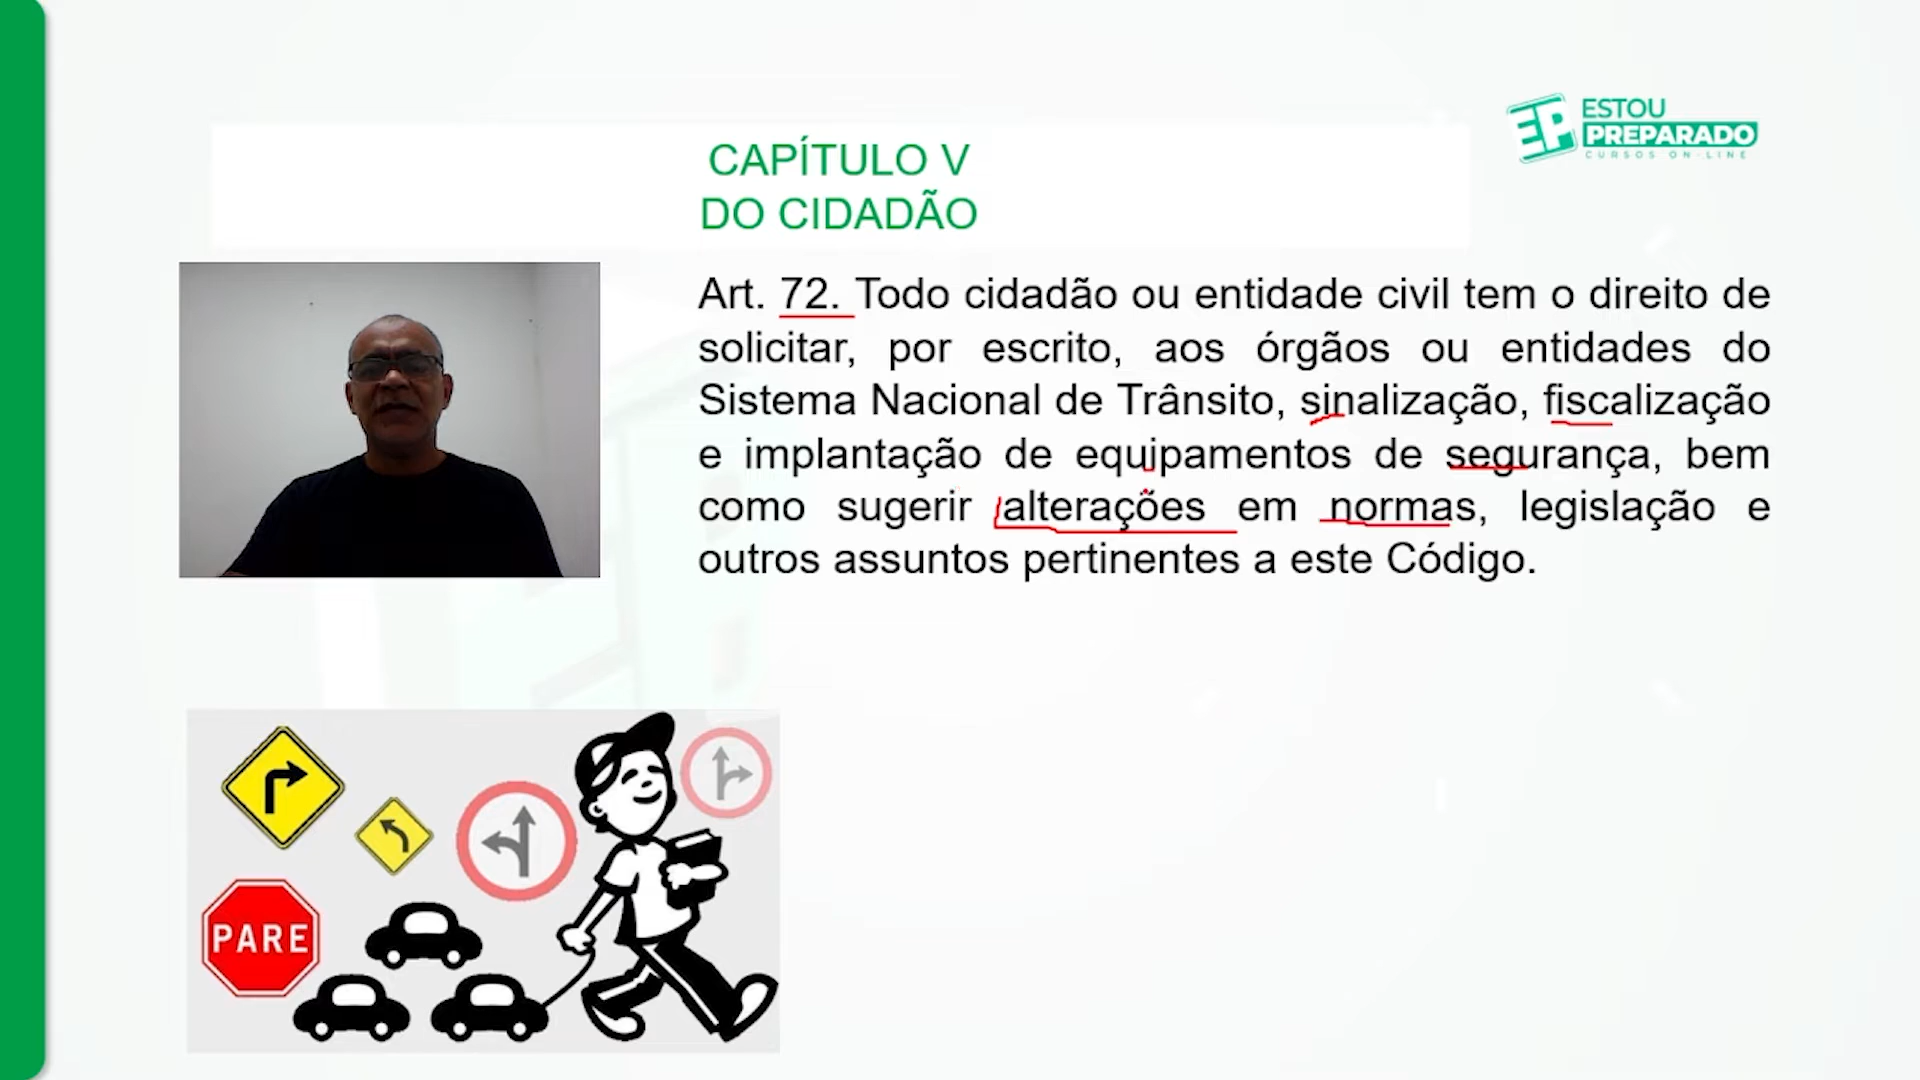 ESTOU
EP PREPARADO
CURSOS ON-LINE
CAPÍTULO V
DO CIDADÃO
Art. 72. Todo cidadão ou entidade civil tem o direito de
solicitar, por escrito, aos órgãos ou entidades do
Sistema Nacional de Trânsito, sinalização, fiscalização
e implantação de equipamentos de segurança, bem
como sugerir alterações em normas, legislação e
outros assuntos pertinentes a este Código.
PARE